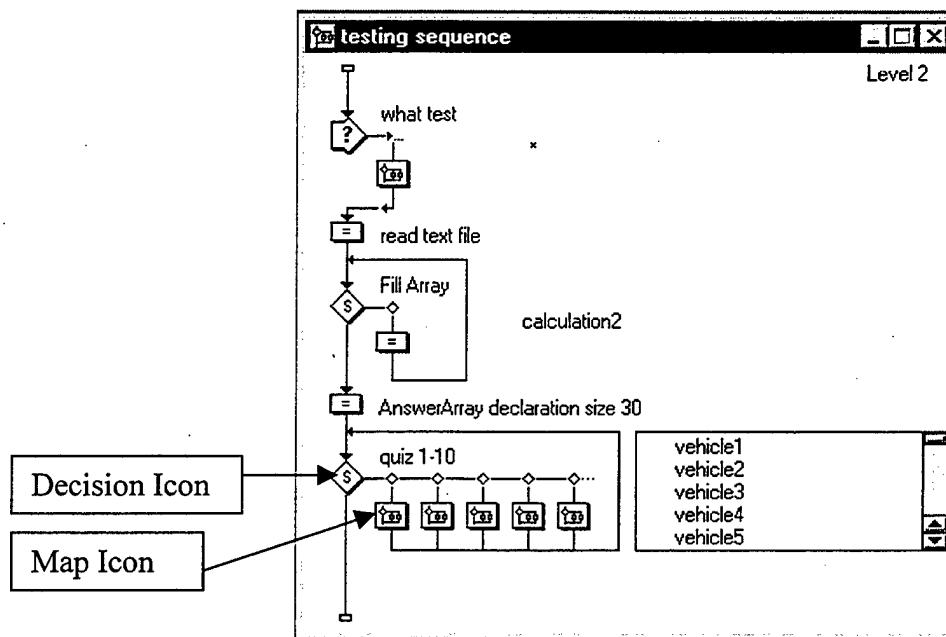 testing sequence
Level 2
what test
?
=
read text file
Fill Array
S
calculation2
=
=
AnswerArray declaration size 30
quiz 1-10
S
vehicle1
vehicle2
vehicle3
vehicle4
vehicle5
Decision Icon
Map Icon